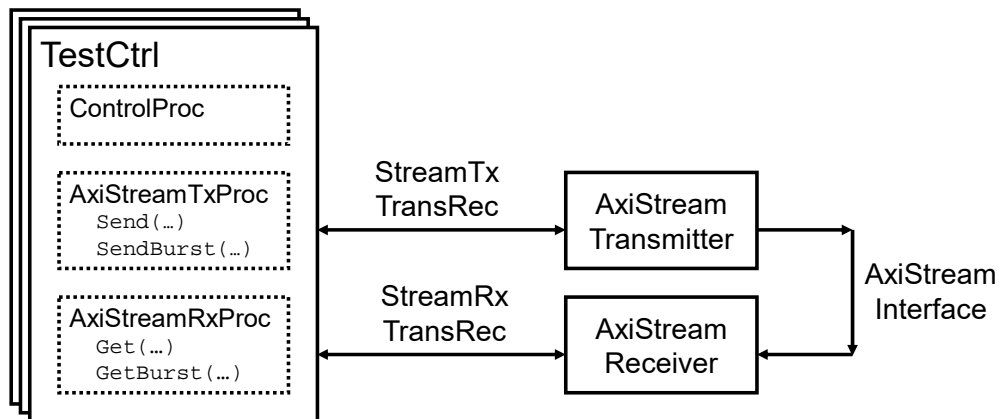 TestCtrl
ControlProc
AxiStreamTxProc
Send(…)
SendBurst(…)
AxiStreamRxProc
Get(…)
GetBurst(…)
StreamTx
TransRec
StreamRx
TransRec
AxiStream
Transmitter
AxiStream
Receiver
AxiStream
Interface